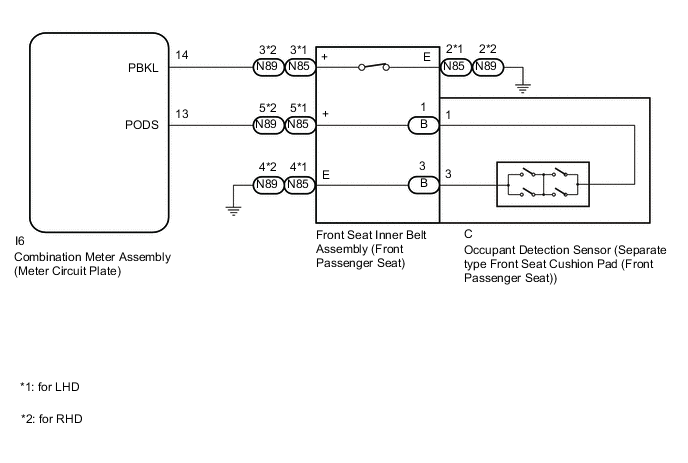 14 3*2 3*1 2*1 2*2
PBKL N89 N85 + E N85 N89
13 5*2 5*1 1 1
PODS N89 N85 + B
4*2 4*1 3 3
N89 N85 E B
I6
Combination Meter Assembly
(Meter Circuit Plate)
Front Seat Inner Belt
Assembly (Front
Passenger Seat)
C
Occupant Detection Sensor (Separate
type Front Seat Cushion Pad (Front
Passenger Seat))
*1: for LHD
*2: for RHD